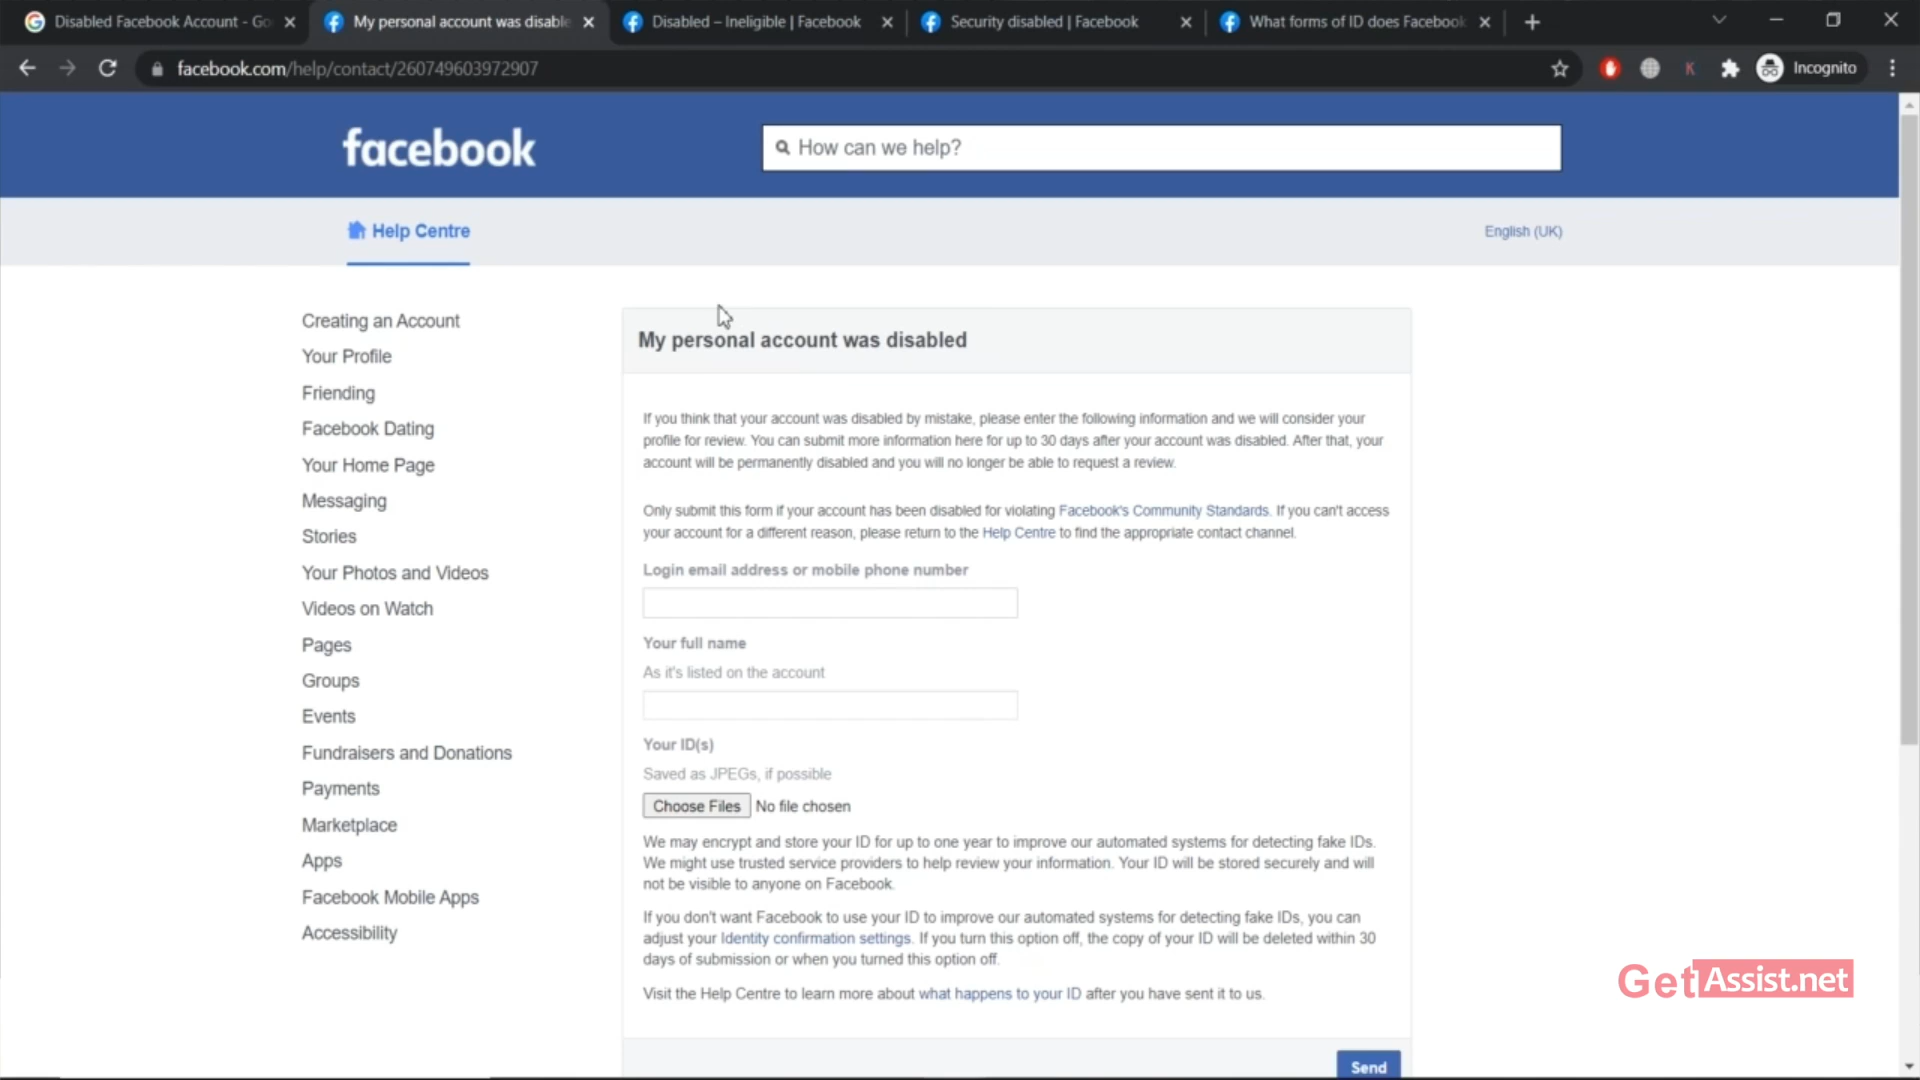 Disabled Facebook Account - Go
My personal account was disable
Disabled – Ineligible | Facebook
Security disabled | Facebook
What forms of ID does Facebook
facebook.com/help/contact/260749603972907
K
Incognito
facebook
How can we help?
Help Centre
English (UK)
Creating an Account
Your Profile
Friending
Facebook Dating
Your Home Page
Messaging
Stories
Your Photos and Videos
Videos on Watch
Pages
Groups
Events
Fundraisers and Donations
Payments
Marketplace
Apps
Facebook Mobile Apps
Accessibility
My personal account was disabled
If you think that your account was disabled by mistake, please enter the following information and we will consider your
profile for review. You can submit more information here for up to 30 days after your account was disabled. After that, your
account will be permanently disabled and you will no longer be able to request a review.
Only submit this form if your account has been disabled for violating Facebook's Community Standards. If you can't access
your account for a different reason, please return to the Help Centre to find the appropriate contact channel.
Login email address or mobile phone number
Your full name
As it's listed on the account
Your ID(s)
Saved as JPEGs, if possible
Choose Files No file chosen
We may encrypt and store your ID for up to one year to improve our automated systems for detecting fake IDs.
We might use trusted service providers to help review your information. Your ID will be stored securely and will
not be visible to anyone on Facebook.
If you don't want Facebook to use your ID to improve our automated systems for detecting fake IDs, you can
adjust your Identity confirmation settings. If you turn this option off, the copy of your ID will be deleted within 30
days of submission or when you turned this option off.
Visit the Help Centre to learn more about what happens to your ID after you have sent it to us.
Send
GetAssist.net